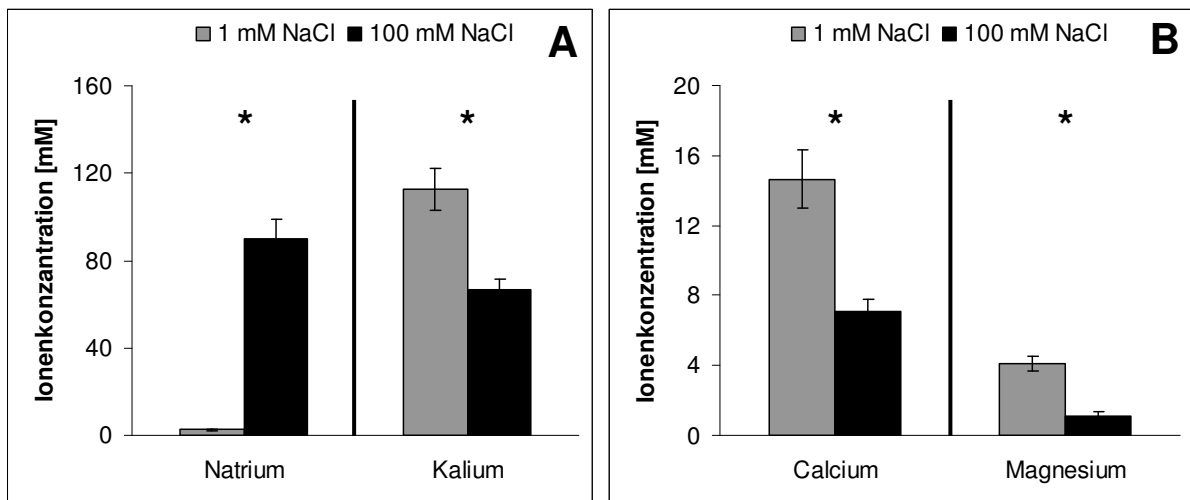 1 mM NaCl 100 mM NaCl
A
Ionenkonzantration [mM]
160
120
80
40
0
* *
Natrium Kalium
1 mM NaCl 100 mM NaCl
B
Ionenkonzentration [mM]
20
16
12
8
4
0
* *
Calcium Magnesium